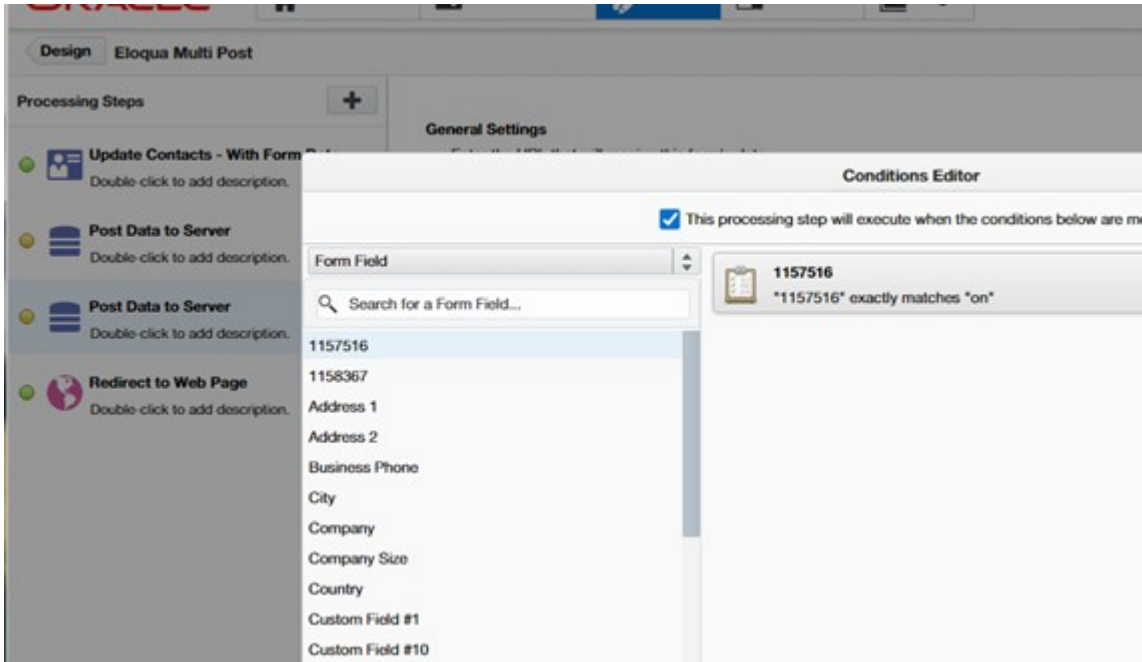 ORACLE
Design
Eloqua Multi Post
Processing Steps
General Settings
Update Contacts - With Form Data
Double-click to add description.
Post Data to Server
Double-click to add description.
Post Data to Server
Double-click to add description.
Redirect to Web Page
Double-click to add description.
Conditions Editor
This processing step will execute when the conditions below are me
Form Field
Search for a Form Field...
1157516
1158367
Address 1
Address 2
Business Phone
City
Company
Company Size
Country
Custom Field #1
Custom Field #10
1157516
"1157516" exactly matches "on"